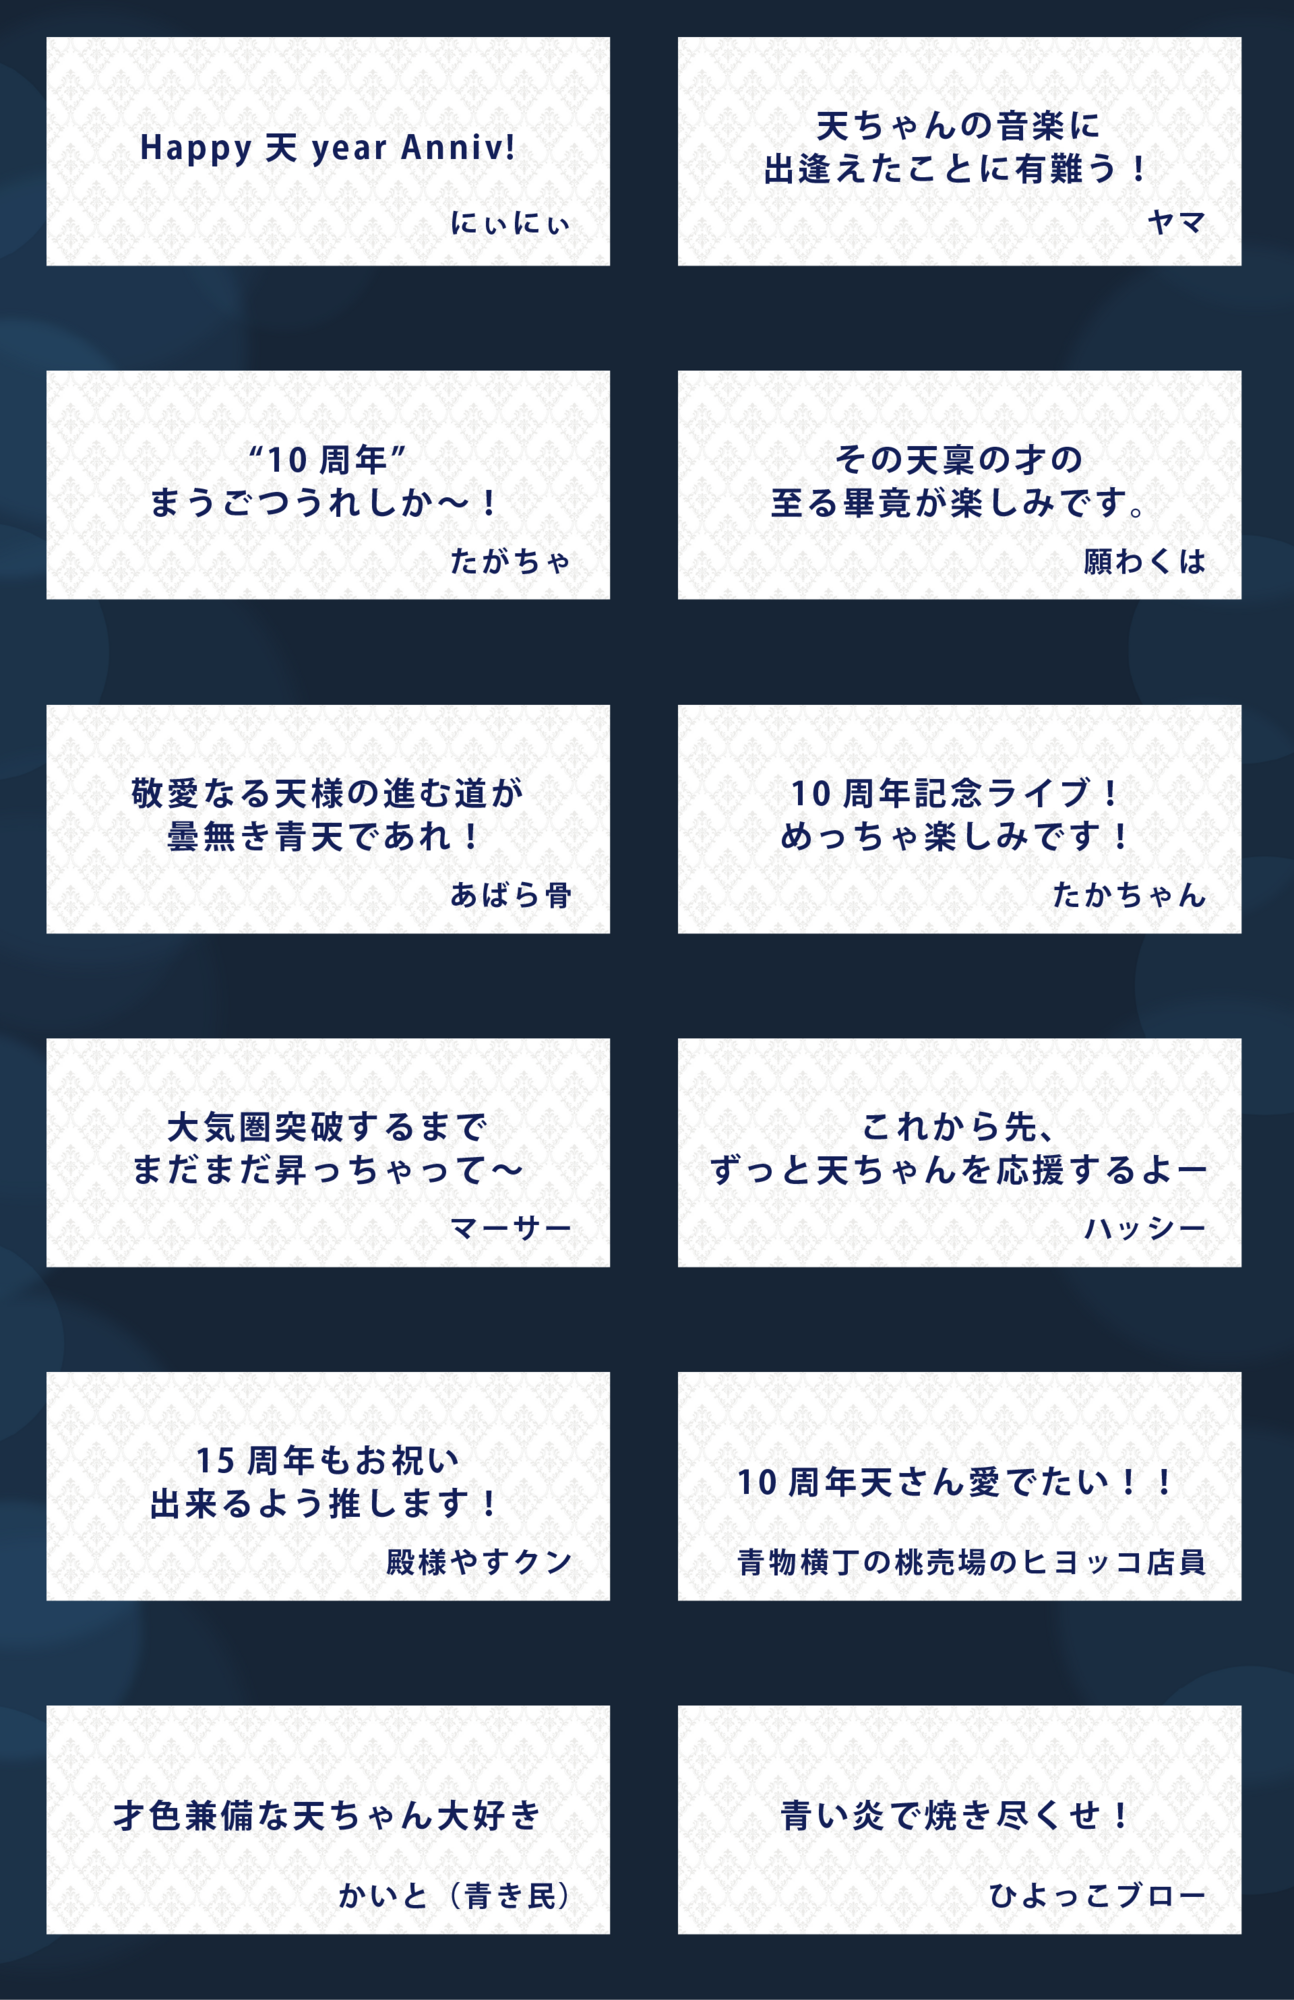 Happy 天 year Anniv!
にぃにぃ
天ちゃんの音楽に
出逢えたことに有難う！
ヤマ
“10 周年”
まうごつうれしか～！
たがちゃ
その天稟の才の
至る畢竟が楽しみです。
願わくは
敬愛なる天様の進む道が
曇無き青天であれ！
あばら骨
10 周年記念ライブ！
めっちゃ楽しみです！
たかちゃん
大気圏突破するまで
まだまだ昇っちゃって～
マーサー
これから先、
ずっと天ちゃんを応援するよー
ハッシー
15 周年もお祝い
出来るよう推します！
殿様やすクン
10 周年天さん愛でたい！！
青物横丁の桃売場のヒヨッコ店員
才色兼備な天ちゃん大好き
かいと（青き民）
青い炎で焼き尽くせ！
ひよっこブロー